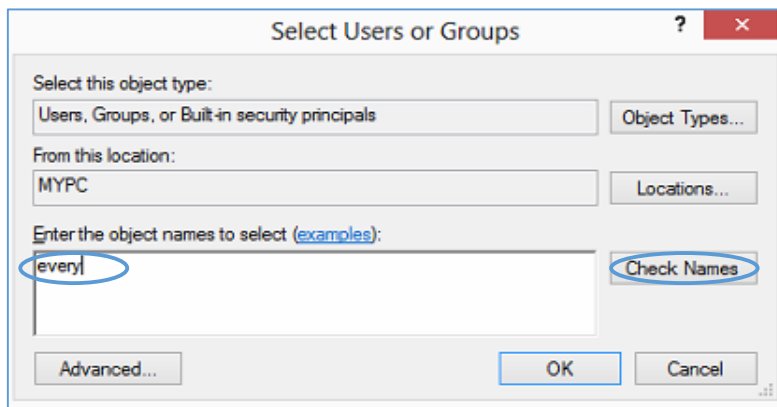 Select Users or Groups ? ×
Select this object type:
Users, Groups, or Built-in security principals
Object Types...
From this location:
MYPC
Locations...
Enter the object names to select (examples):
every
Check Names
Advanced...
OK
Cancel